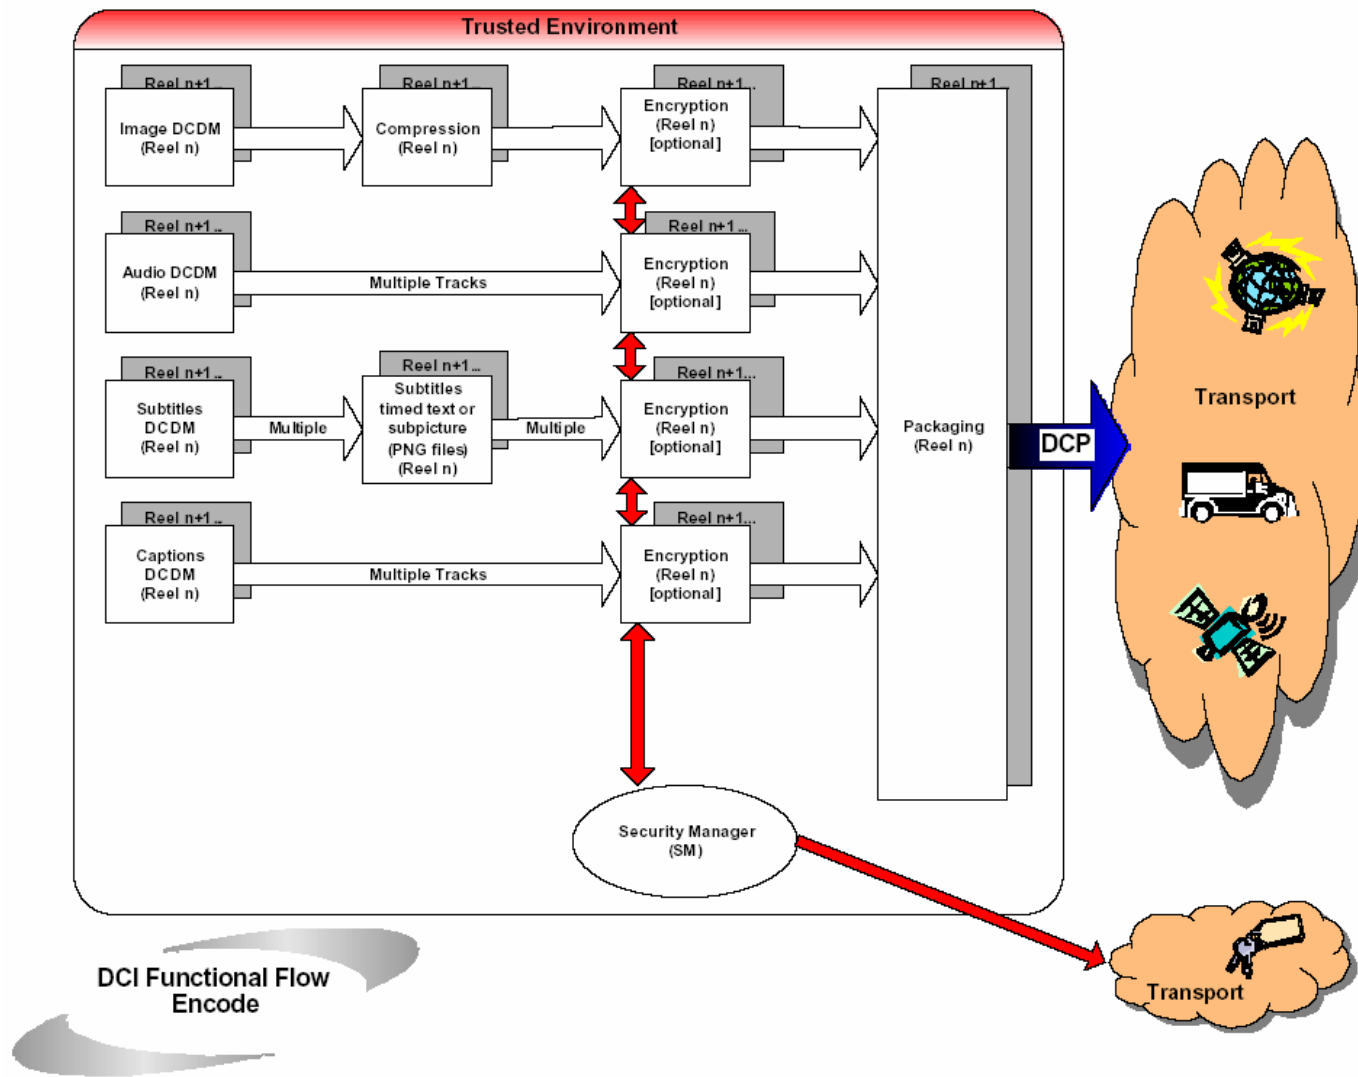 Trusted Environment
Reel n+1...
Image DCDM
(Reel n)
Reel n+1...
Compression
(Reel n)
Reel n+1...
Encryption
(Reel n)
[optional]
Reel n+1...
Packaging
(Reel n)
Reel n+1...
Audio DCDM
(Reel n)
Multiple Tracks
Reel n+1...
Encryption
(Reel n)
[optional]
Reel n+1...
Subtitles
DCDM
(Reel n)
Multiple
Reel n+1...
Subtitles
timed text or
subpicture
(PNG files)
(Reel n)
Multiple
Reel n+1...
Encryption
(Reel n)
[optional]
DCP
Transport
Reel n+1...
Captions
DCDM
(Reel n)
Multiple Tracks
Reel n+1...
Encryption
(Reel n)
[optional]
Security Manager
(SM)
Transport
DCI Functional Flow
Encode